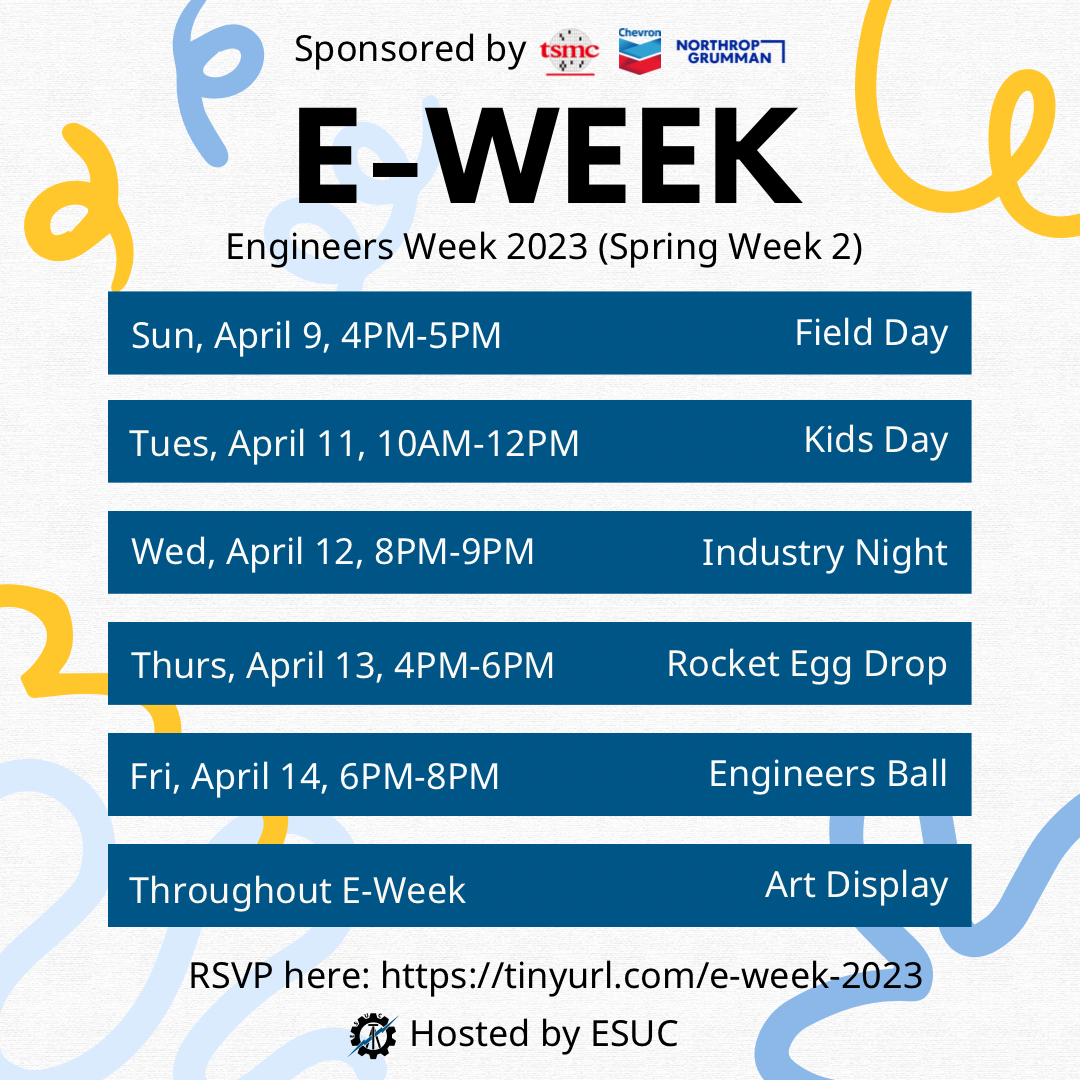 Sponsored by tsmc Chevron NORTHROP GRUMMAN
E-WEEK
Engineers Week 2023 (Spring Week 2)
Sun, April 9, 4PM-5PM Field Day
Tues, April 11, 10AM-12PM Kids Day
Wed, April 12, 8PM-9PM Industry Night
Thurs, April 13, 4PM-6PM Rocket Egg Drop
Fri, April 14, 6PM-8PM Engineers Ball
Throughout E-Week Art Display
RSVP here: https://tinyurl.com/e-week-2023
Hosted by ESUC